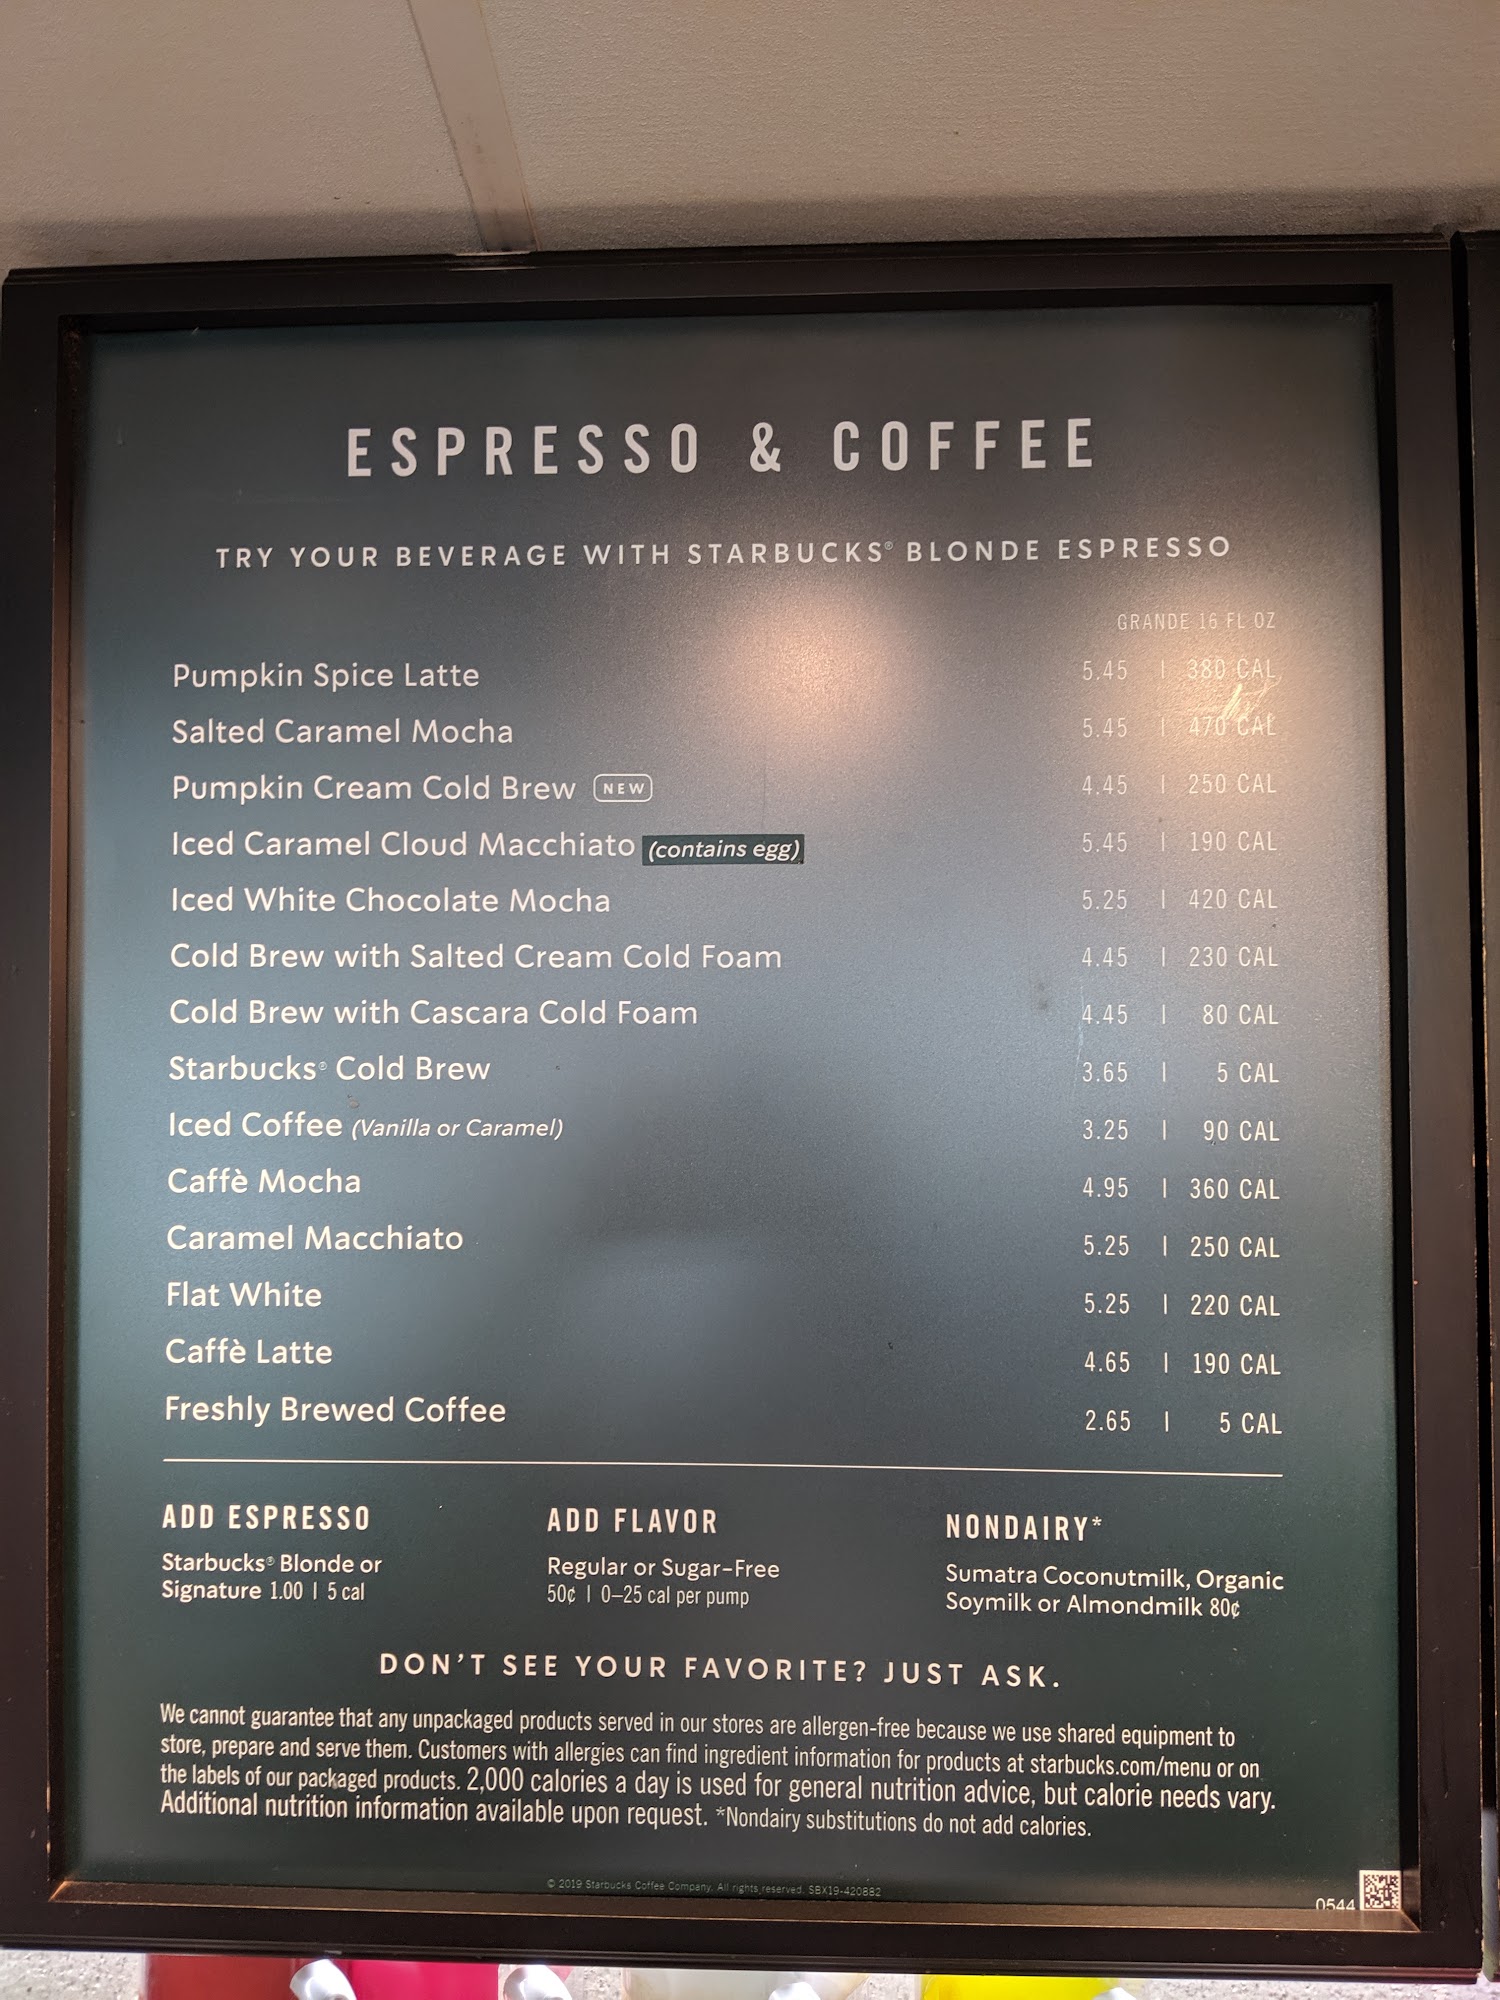 ESPRESSO & COFFEE
TRY YOUR BEVERAGE WITH STARBUCKS® BLONDE ESPRESSO
GRANDE 16 FL OZ
Pumpkin Spice Latte 5.45 | 380 CAL
Salted Caramel Mocha 5.45 | 470 CAL
Pumpkin Cream Cold Brew NEW 4.45 | 250 CAL
Iced Caramel Cloud Macchiato (contains egg) 5.45 | 190 CAL
Iced White Chocolate Mocha 5.25 | 420 CAL
Cold Brew with Salted Cream Cold Foam 4.45 | 230 CAL
Cold Brew with Cascara Cold Foam 4.45 | 80 CAL
Starbucks® Cold Brew 3.65 | 5 CAL
Iced Coffee (Vanilla or Caramel) 3.25 | 90 CAL
Caffè Mocha 4.95 | 360 CAL
Caramel Macchiato 5.25 | 250 CAL
Flat White 5.25 | 220 CAL
Caffè Latte 4.65 | 190 CAL
Freshly Brewed Coffee 2.65 | 5 CAL
ADD ESPRESSO
Starbucks® Blonde or
Signature 1.00 | 5 cal
ADD FLAVOR
Regular or Sugar-Free
50¢ | 0–25 cal per pump
NONDAIRY*
Sumatra Coconutmilk, Organic
Soymilk or Almondmilk 80¢
DON'T SEE YOUR FAVORITE? JUST ASK.
We cannot guarantee that any unpackaged products served in our stores are allergen-free because we use shared equipment to
store, prepare and serve them. Customers with allergies can find ingredient information for products at starbucks.com/menu or on
the labels of our packaged products. 2,000 calories a day is used for general nutrition advice, but calorie needs vary.
Additional nutrition information available upon request. *Nondairy substitutions do not add calories.
© 2019 Starbucks Coffee Company. All rights reserved. SBX19-420882
0544